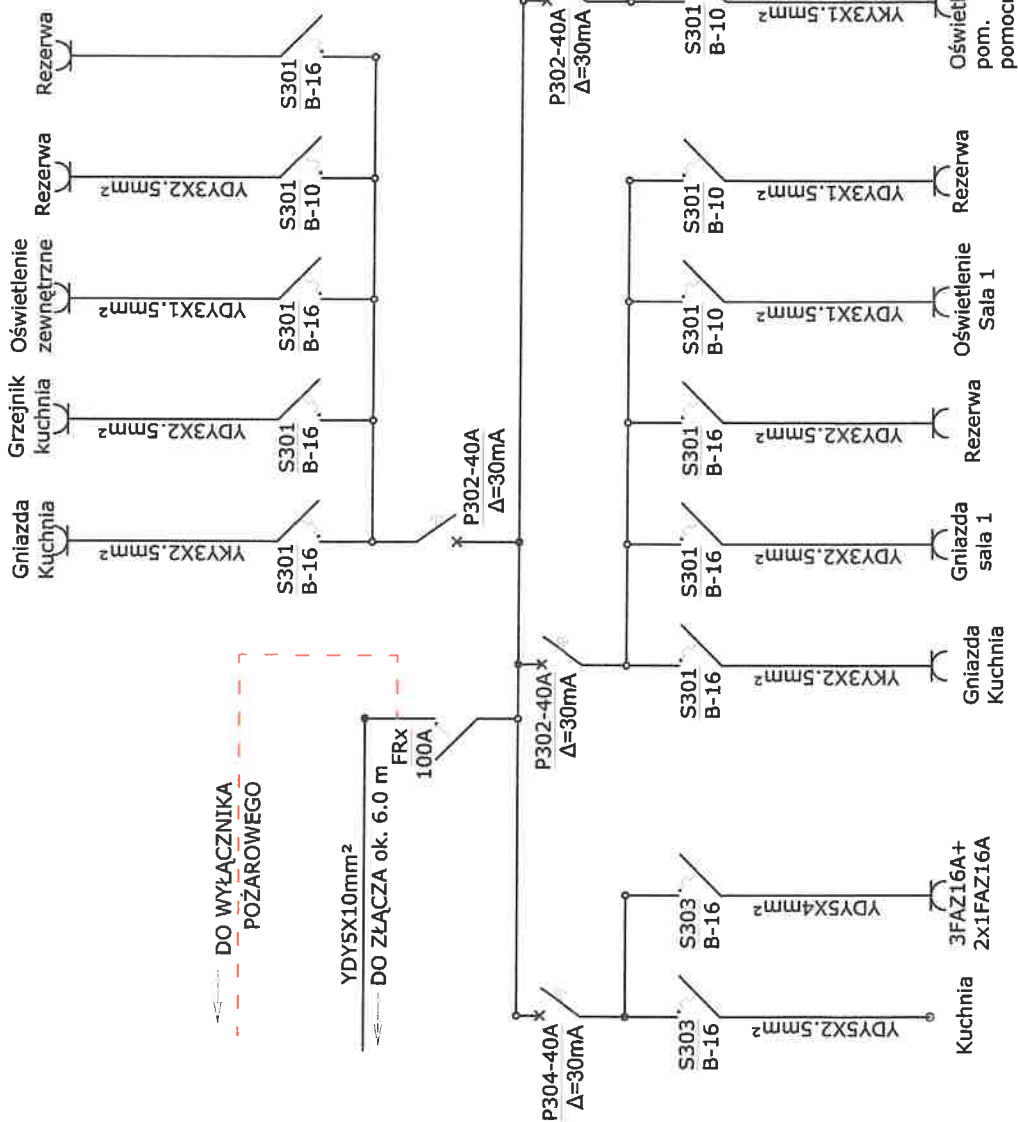 Gniazda
Kuchnia
Grzejnik
kuchnia
Oświetlenie
zewnętrzne
Rezerwa
Rezerwa
YKY3X2.5mm²
YDY3X2.5mm²
YDY3X1.5mm²
YDY3X2.5mm²
S301
B-16
S301
B-16
S301
B-16
S301
B-10
S301
B-16
P302-40A
Δ=30mA
DO WYŁĄCZNIKA
POŻAROWEGO
YDY5X10mm²
DO ZŁĄCZA ok. 6.0 m
FRx
100A
P304-40A
Δ=30mA
P302-40A
Δ=30mA
P302-40A
Δ=30mA
S303
B-16
S303
B-16
S301
B-16
S301
B-16
S301
B-16
S301
B-10
S301
B-10
S301
B-10
YDY5X2.5mm²
YDY5X4mm²
YKY3X2.5mm²
YDY3X2.5mm²
YDY3X2.5mm²
YDY3X1.5mm²
YDY3X1.5mm²
YKY3X1.5mm²
Kuchnia
3FAZ16A+
2x1FAZ16A
Gniazda
Kuchnia
Gniazda
sala 1
Rezerwa
Oświetlenie
Sala 1
Rezerwa
Oświetl
pom.
pomocn